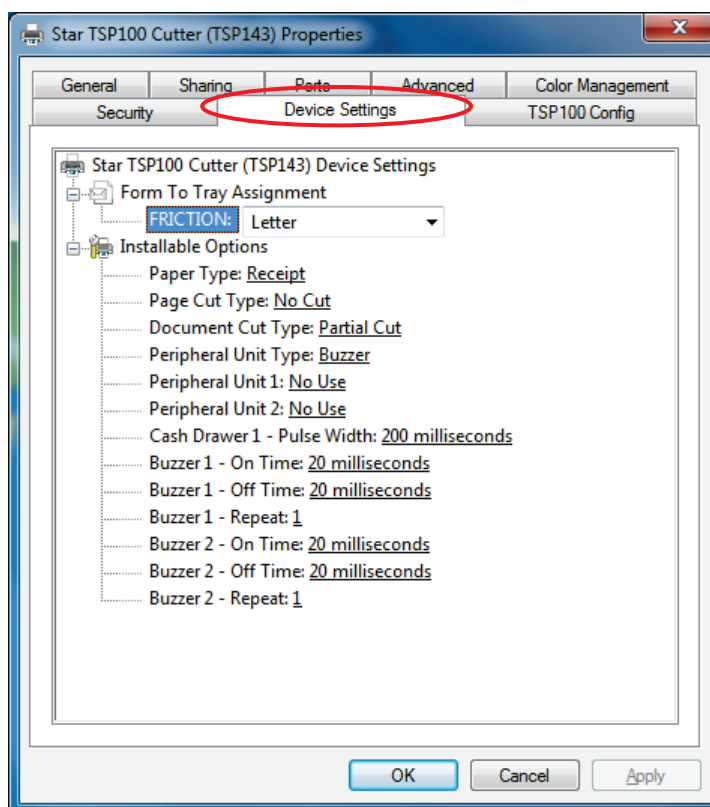 Star TSP100 Cutter (TSP143) Properties
General Sharing Ports Advanced Color Management
Security Device Settings TSP100 Config
Star TSP100 Cutter (TSP143) Device Settings
Form To Tray Assignment
FRICTION: Letter
Installable Options
Paper Type: Receipt
Page Cut Type: No Cut
Document Cut Type: Partial Cut
Peripheral Unit Type: Buzzer
Peripheral Unit 1: No Use
Peripheral Unit 2: No Use
Cash Drawer 1 - Pulse Width: 200 milliseconds
Buzzer 1 - On Time: 20 milliseconds
Buzzer 1 - Off Time: 20 milliseconds
Buzzer 1 - Repeat: 1
Buzzer 2 - On Time: 20 milliseconds
Buzzer 2 - Off Time: 20 milliseconds
Buzzer 2 - Repeat: 1
OK Cancel Apply